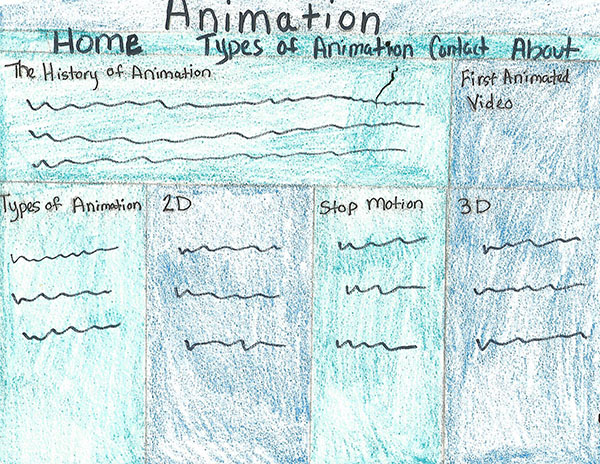 Animation
Home Types of Animation Contact About
The History of Animation
First Animated
Video
Types of Animation
2D
Stop Motion
3D